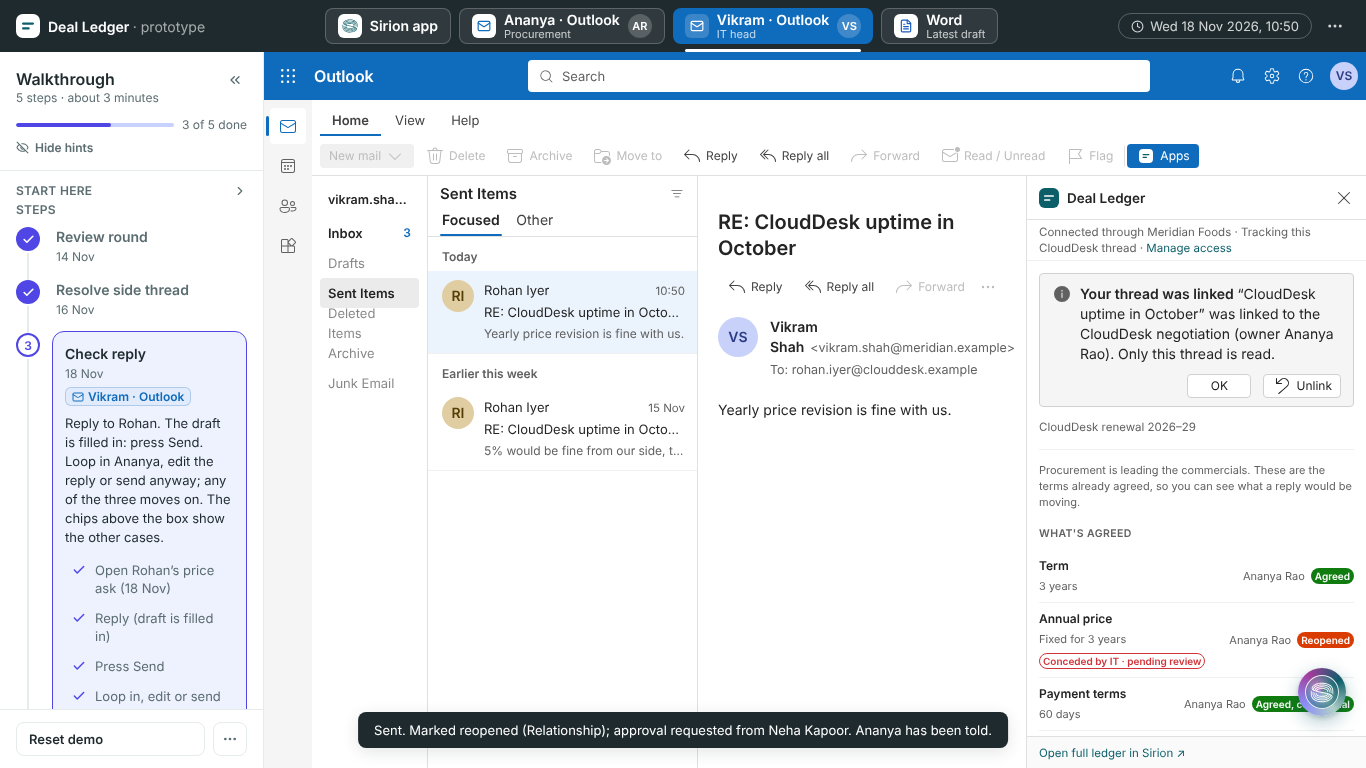 Deal Ledger · prototype
Sirion app
Ananya · Outlook
Procurement
AR
Vikram · Outlook
IT head
VS
Word
Latest draft
Wed 18 Nov 2026, 10:50
Walkthrough
5 steps · about 3 minutes
3 of 5 done
Hide hints
START HERE
STEPS
Review round
14 Nov
Resolve side thread
16 Nov
3
Check reply
18 Nov
Vikram · Outlook
Reply to Rohan. The draft
is filled in: press Send.
Loop in Ananya, edit the
reply or send anyway; any
of the three moves on. The
chips above the box show
the other cases.
Open Rohan's price
ask (18 Nov)
Reply (draft is filled
in)
Press Send
Loop in, edit or send
Reset demo
Outlook
Search
VS
Home
View
Help
New mail
Delete
Archive
Move to
Reply
Reply all
Forward
Read / Unread
Flag
Apps
vikram.sha...
Inbox 3
Drafts
Sent Items
Deleted
Items
Archive
Junk Email
Sent Items
Focused
Other
Today
RI
Rohan Iyer 10:50
RE: CloudDesk uptime in Octo...
Yearly price revision is fine with us.
Earlier this week
RI
Rohan Iyer 15 Nov
RE: CloudDesk uptime in Octo...
5% would be fine from our side, t...
RE: CloudDesk uptime in
October
Reply
Reply all
Forward
VS
Vikram
Shah <vikram.shah@meridian.example>
To: rohan.iyer@clouddesk.example
Yearly price revision is fine with us.
Deal Ledger
Connected through Meridian Foods · Tracking this
CloudDesk thread · Manage access
Your thread was linked “CloudDesk
uptime in October” was linked to the
CloudDesk negotiation (owner Ananya
Rao). Only this thread is read.
OK
Unlink
CloudDesk renewal 2026–29
Procurement is leading the commercials. These are the
terms already agreed, so you can see what a reply would be
moving.
WHAT'S AGREED
Term
3 years
Ananya Rao Agreed
Annual price
Fixed for 3 years
Ananya Rao Reopened
Conceded by IT · pending review
Payment terms
60 days
Ananya Rao Agreed,
Open full ledger in Sirion ↗
Sent. Marked reopened (Relationship); approval requested from Neha Kapoor. Ananya has been told.